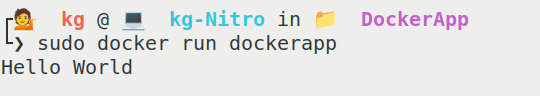 ┌💁 kg @ 💻 kg-Nitro in 📁 DockerApp
└❯ sudo docker run dockerapp
Hello World